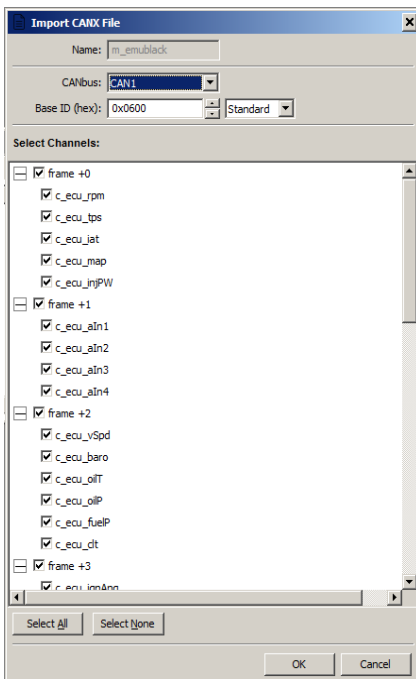 Import CANX File
Name: m_emublack
CANbus: CAN1
Base ID (hex): 0x0600 Standard
Select Channels:
frame +0
c_ecu_rpm
c_ecu_tps
c_ecu_iat
c_ecu_map
c_ecu_injPW
frame +1
c_ecu_aIn1
c_ecu_aIn2
c_ecu_aIn3
c_ecu_aIn4
frame +2
c_ecu_vSpd
c_ecu_baro
c_ecu_oilT
c_ecu_oilP
c_ecu_fuelP
c_ecu_clt
frame +3
c_ecu_ignAng
Select All Select None
OK Cancel